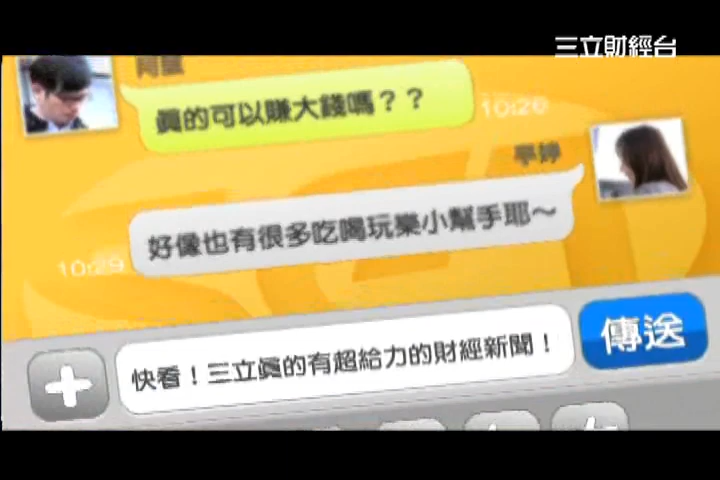 三立財經台
真的可以賺大錢嗎？？
10:26
好像也有很多吃喝玩樂小幫手耶～
10:29
快看！三立真的有超給力的財經新聞！
傳送